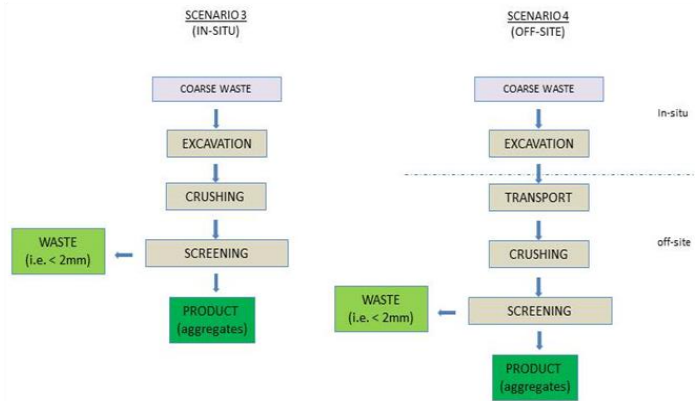 SCENARIO 3
(IN-SITU)
COARSE WASTE
EXCAVATION
CRUSHING
SCREENING
WASTE
(i.e. < 2mm)
PRODUCT
(aggregates)
SCENARIO 4
(OFF-SITE)
COARSE WASTE
In-situ
EXCAVATION
TRANSPORT
off-site
CRUSHING
SCREENING
WASTE
(i.e. < 2mm)
PRODUCT
(aggregates)